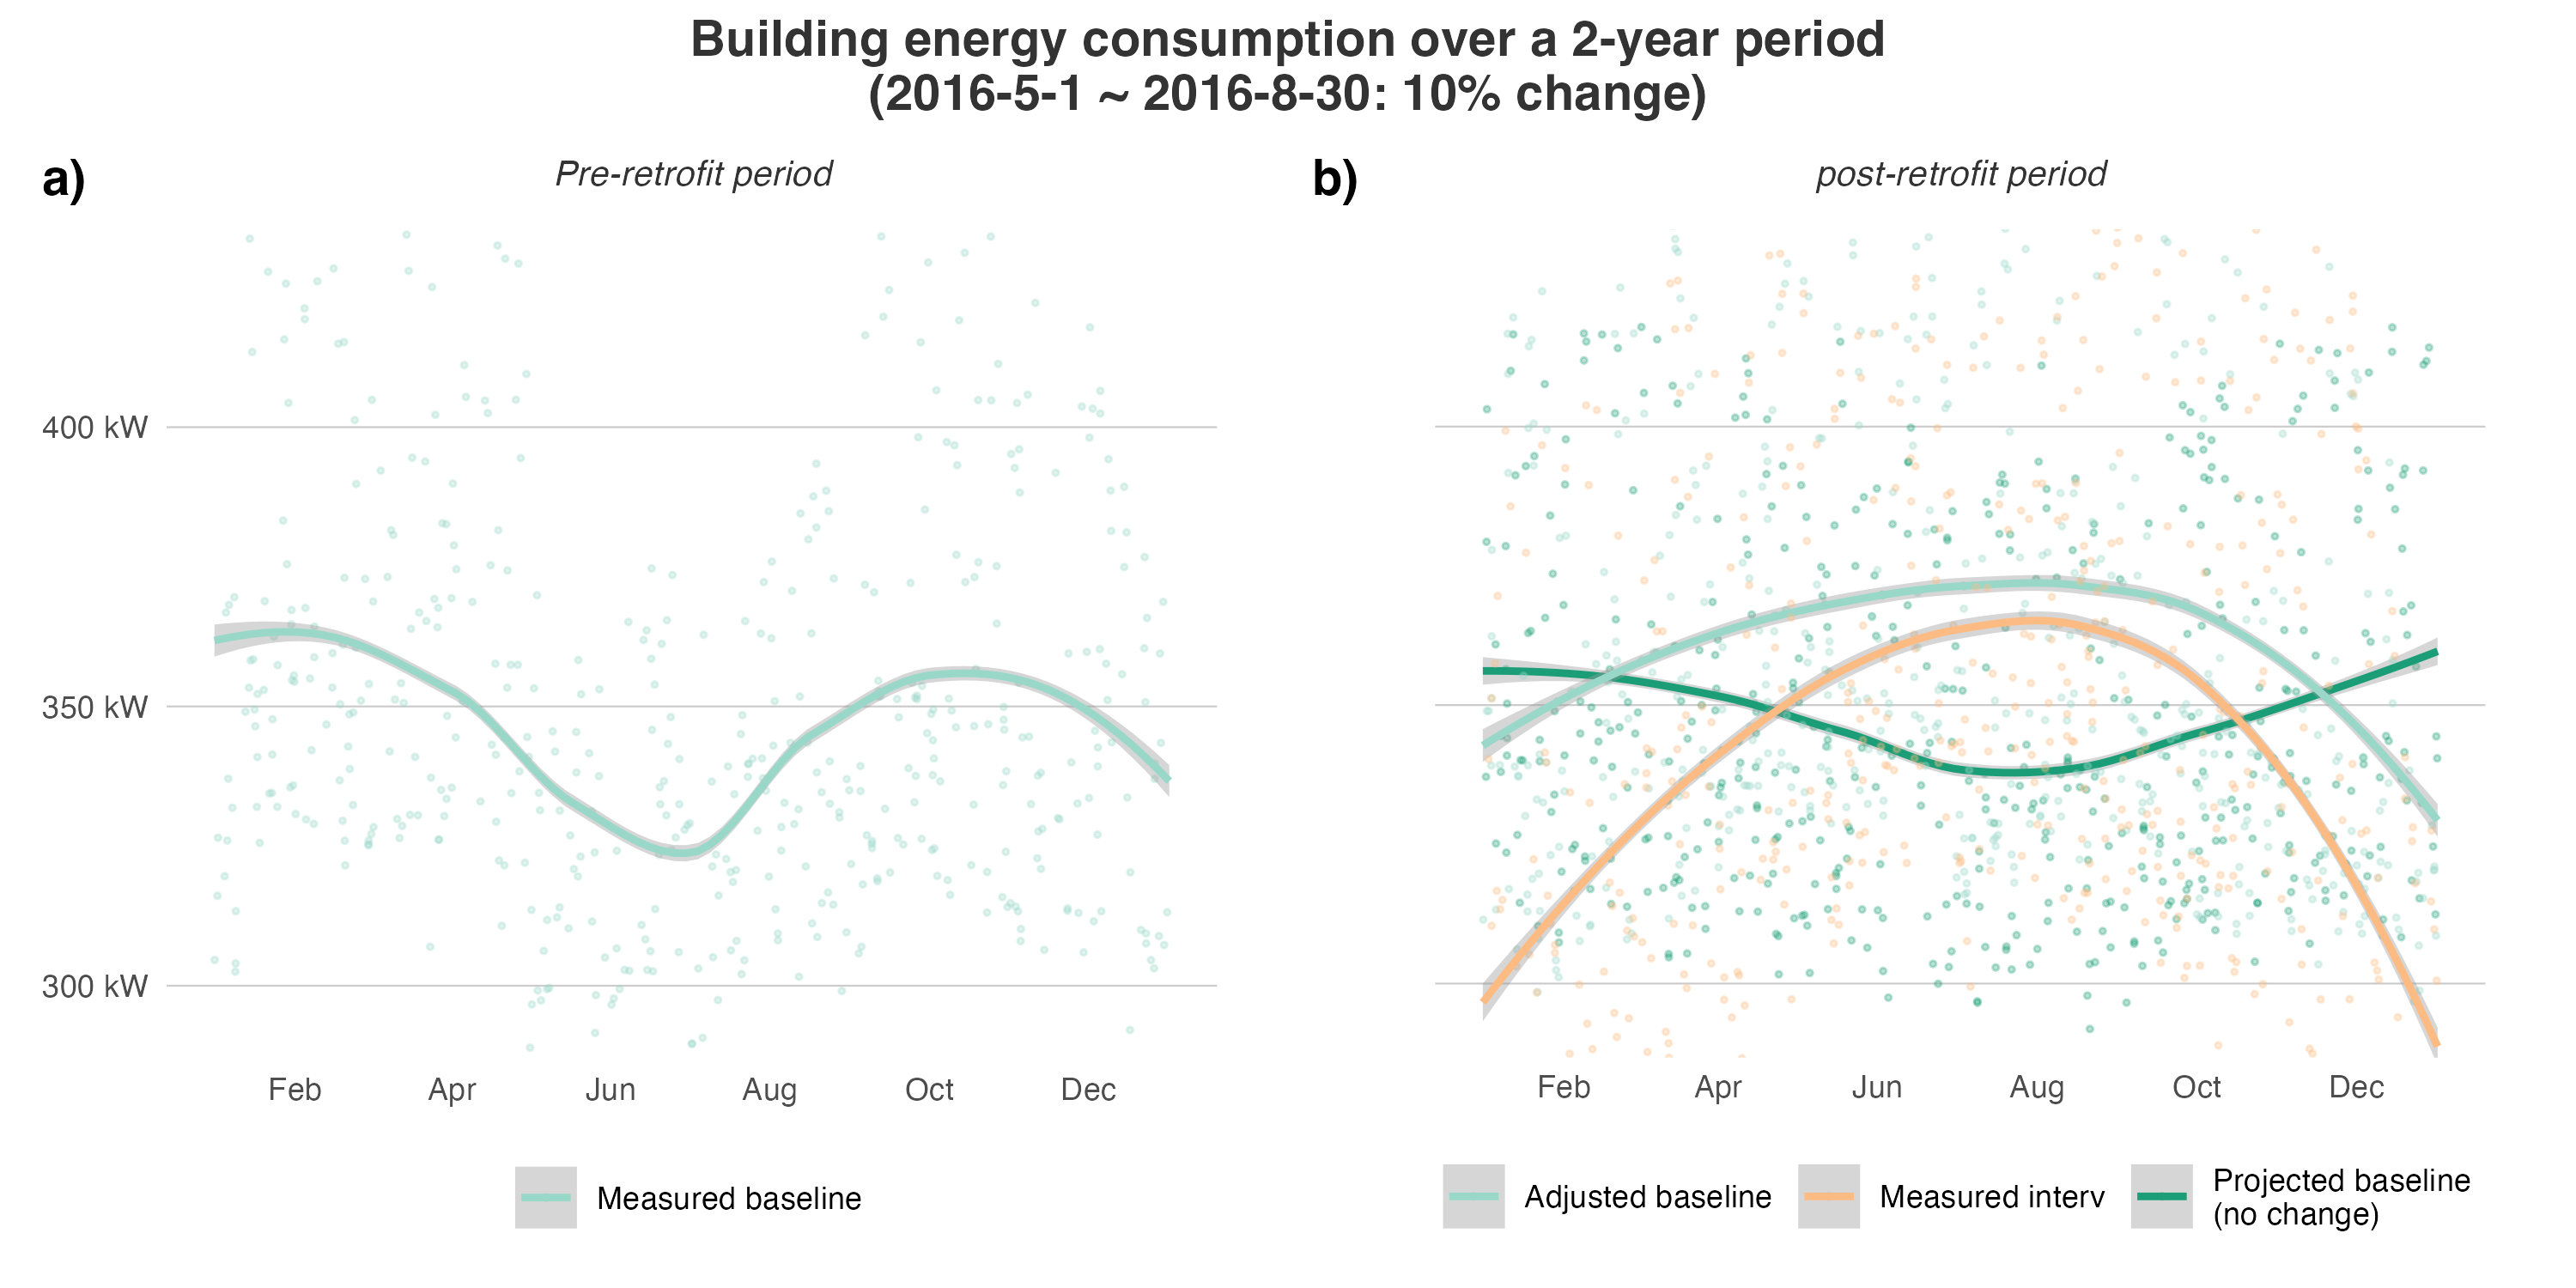 Building energy consumption over a 2-year period
(2016-5-1 ~ 2016-8-30: 10% change)
a)
Pre-retrofit period
400 kW
350 kW
300 kW
Feb Apr Jun Aug Oct Dec
Measured baseline
b)
post-retrofit period
Feb Apr Jun Aug Oct Dec
Adjusted baseline
Measured interv
Projected baseline
(no change)